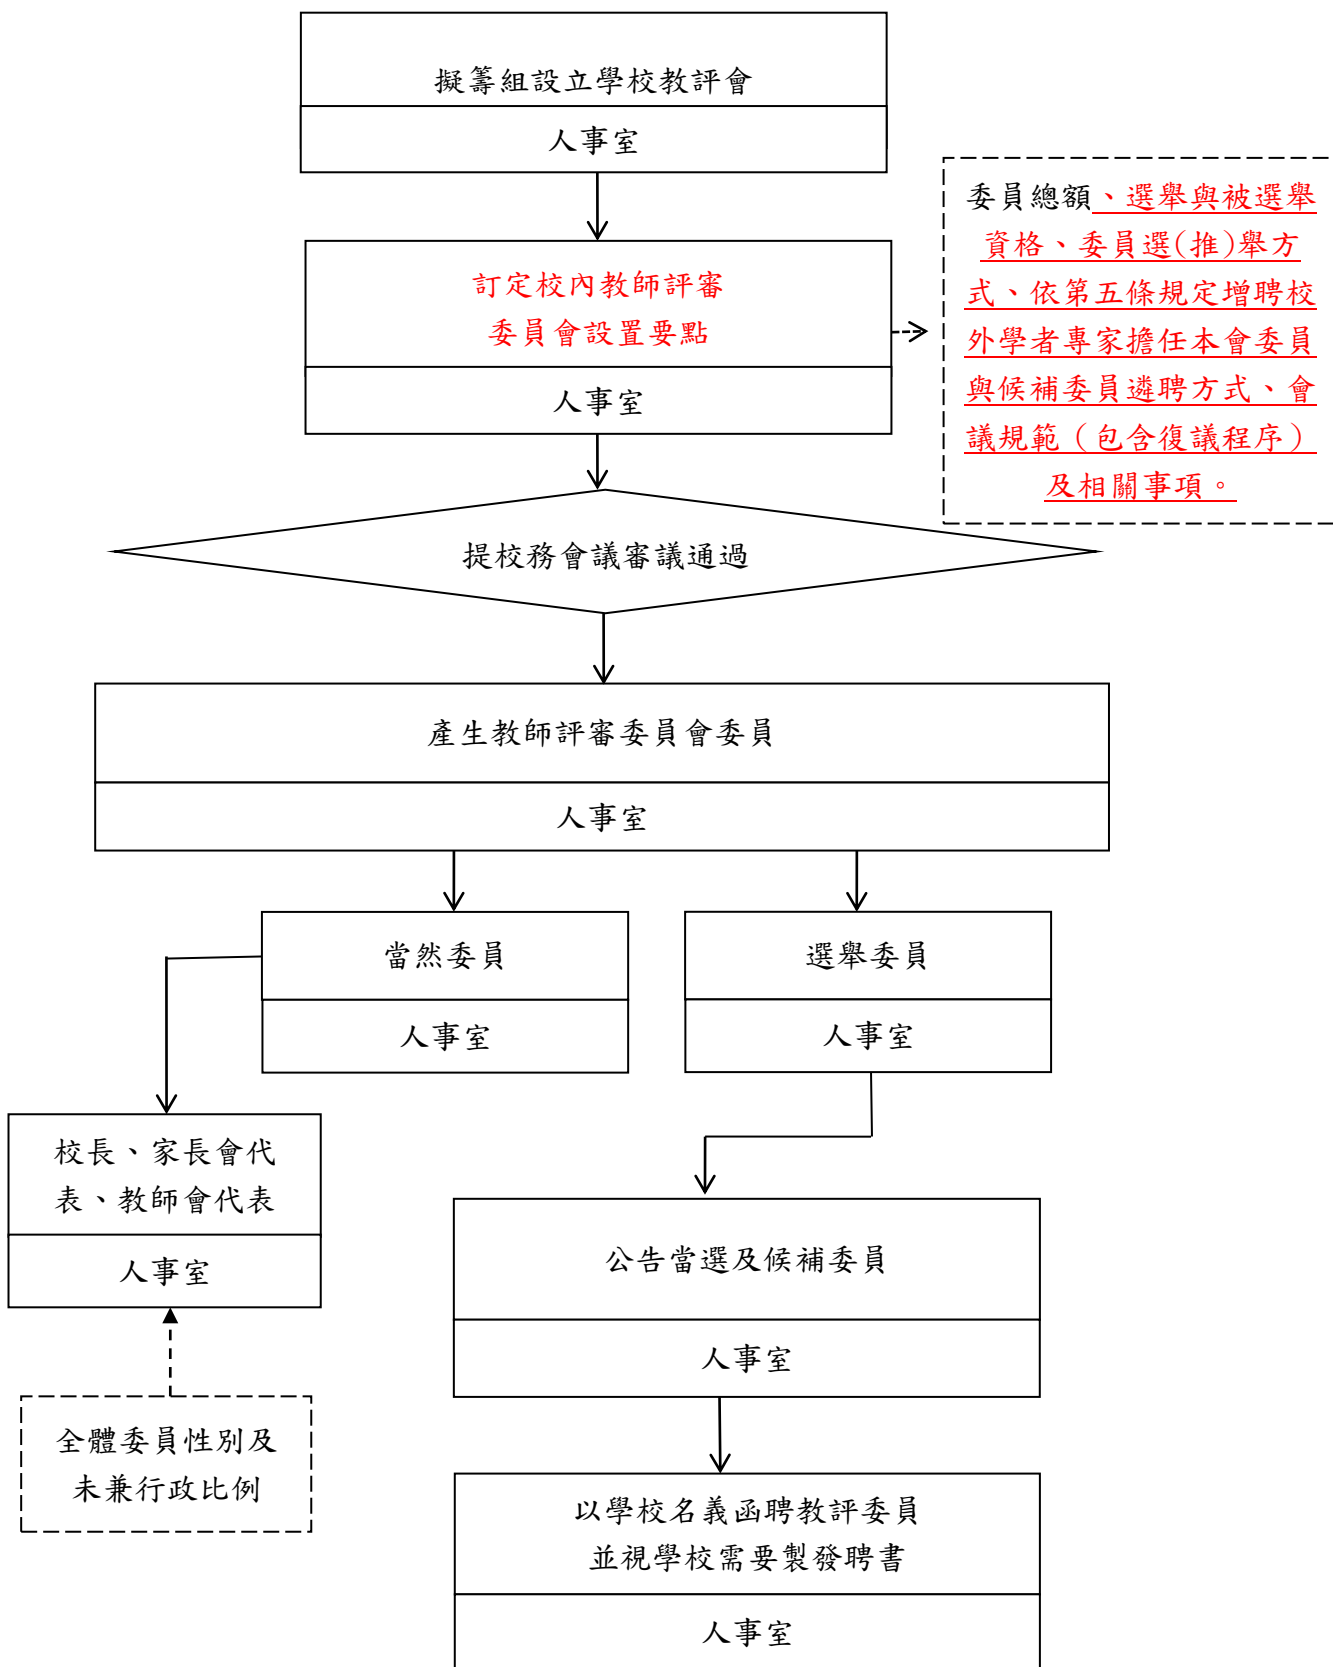 擬籌組設立學校教評會
人事室
訂定校內教師評審
委員會設置要點
人事室
委員總額、選舉與被選舉
資格、委員選(推)舉方
式、依第五條規定增聘校
外學者專家擔任本會委員
與候補委員遴聘方式、會
議規範（包含復議程序）
及相關事項。
提校務會議審議通過
產生教師評審委員會委員
人事室
當然委員
人事室
選舉委員
人事室
校長、家長會代
表、教師會代表
人事室
公告當選及候補委員
人事室
全體委員性別及
未兼行政比例
以學校名義函聘教評委員
並視學校需要製發聘書
人事室